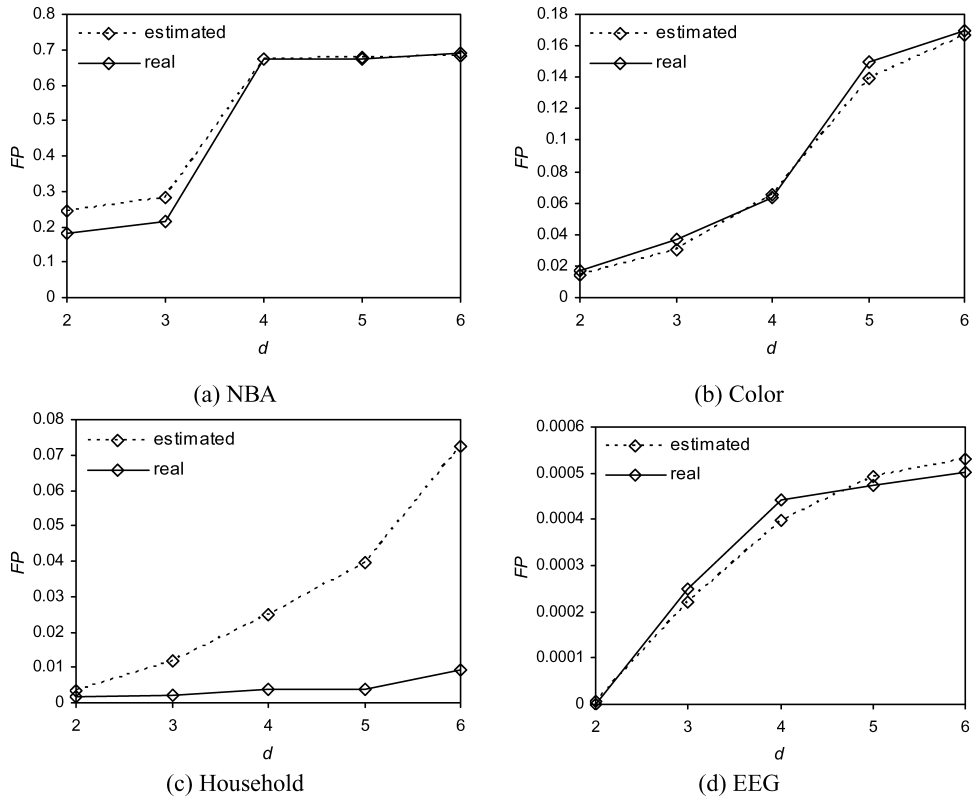 0.8
0.7
0.6
0.5
0.4
0.3
0.2
0.1
0
FP
estimated
real
2 3 4 5 6
d
(a) NBA
0.18
0.16
0.14
0.12
0.1
0.08
0.06
0.04
0.02
0
FP
estimated
real
2 3 4 5 6
d
(b) Color
0.08
0.07
0.06
0.05
0.04
0.03
0.02
0.01
0
FP
estimated
real
2 3 4 5 6
d
(c) Household
0.0006
0.0005
0.0004
0.0003
0.0002
0.0001
0
FP
estimated
real
2 3 4 5 6
d
(d) EEG